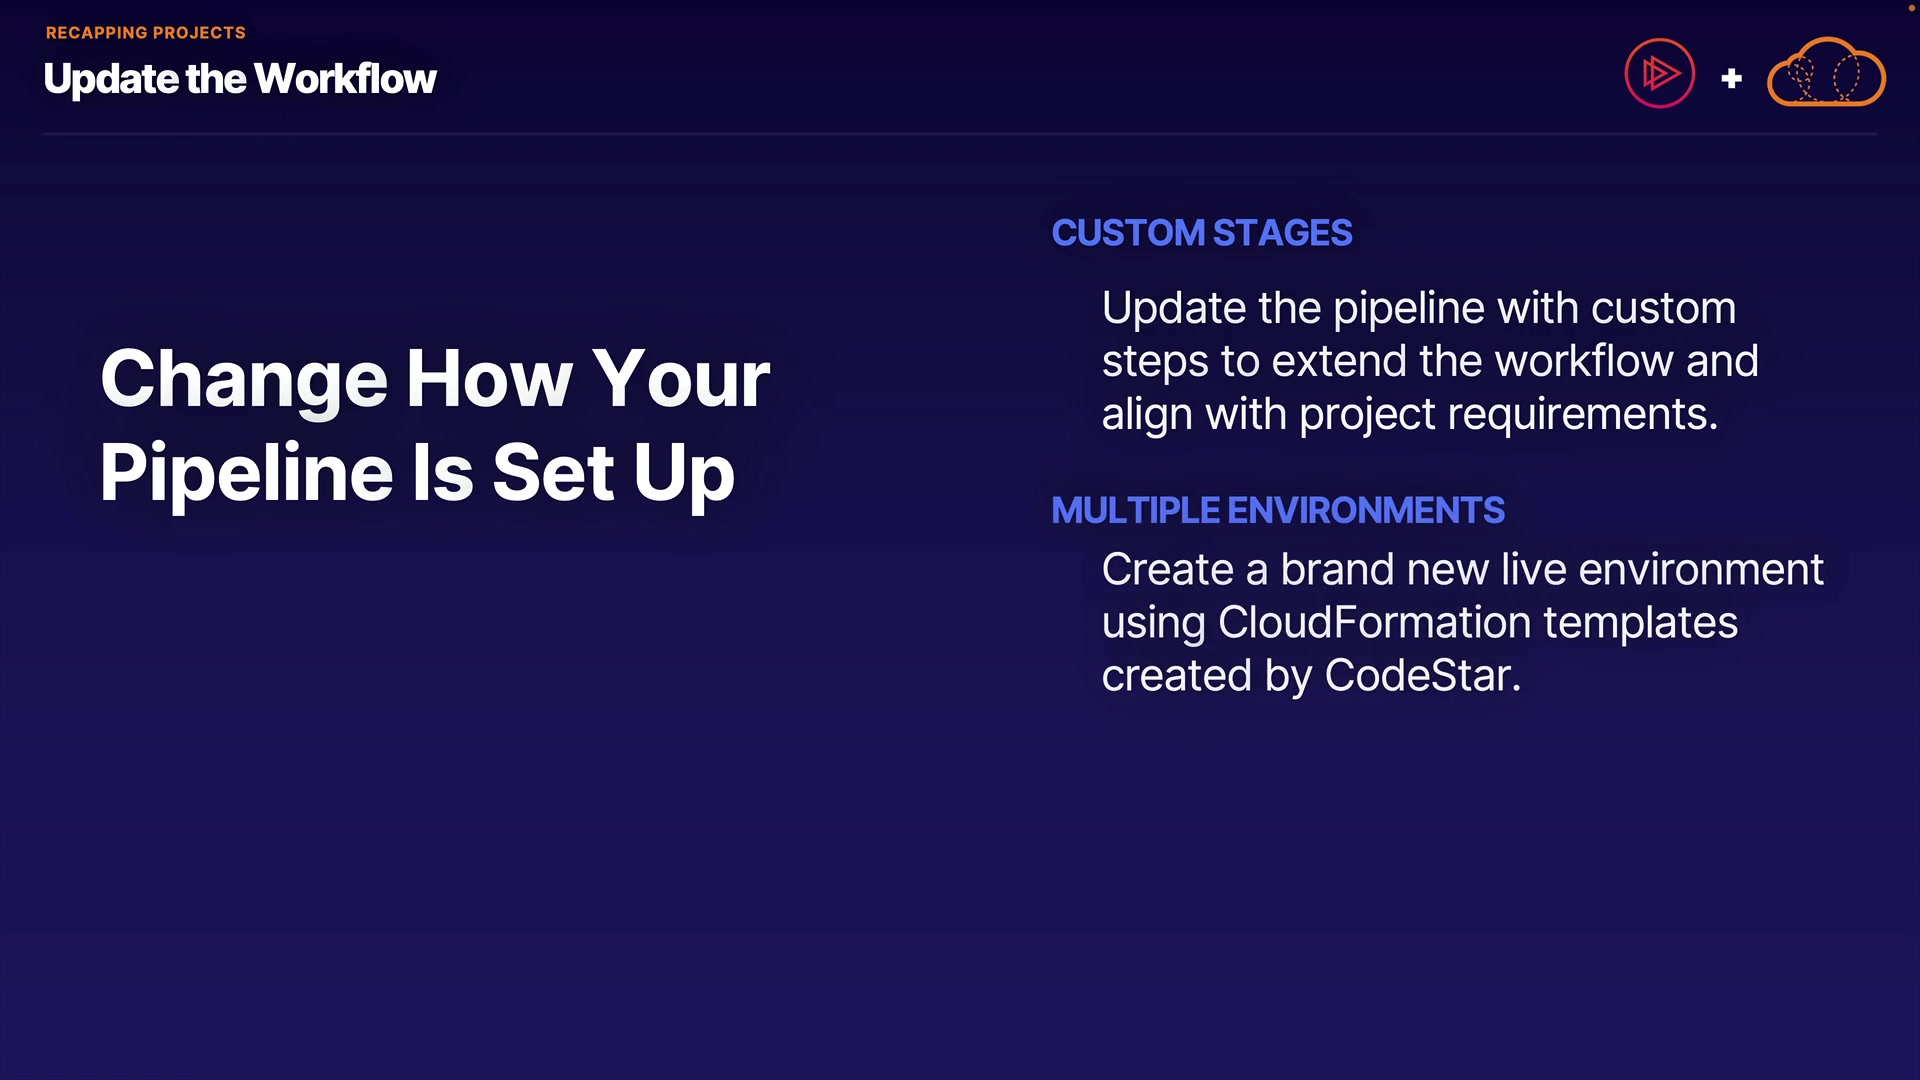 RECAPPING PROJECTS
Update the Workflow
+
Change How Your
Pipeline Is Set Up
CUSTOM STAGES
Update the pipeline with custom
steps to extend the workflow and
align with project requirements.
MULTIPLE ENVIRONMENTS
Create a brand new live environment
using CloudFormation templates
created by CodeStar.